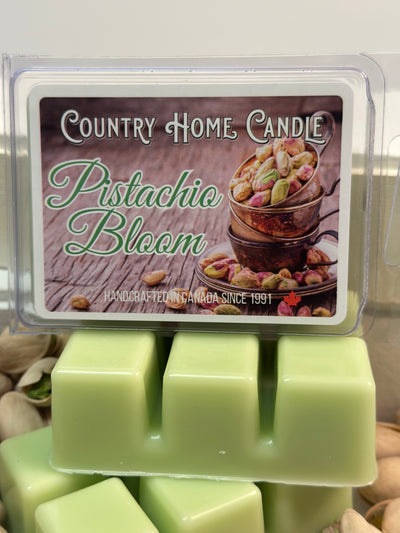 COUNTRY HOME CANDLE
Pistachio
Bloom
HANDCRAFTED IN CANADA SINCE 1991